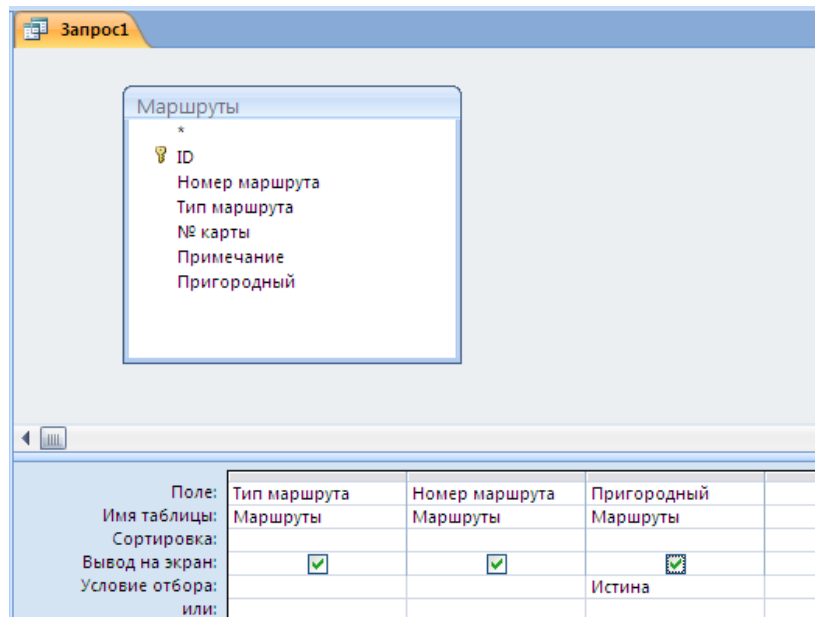 Запрос1
Маршруты
*
ID
Номер маршрута
Тип маршрута
№ карты
Примечание
Пригородный
Поле: Тип маршрута Номер маршрута Пригородный
Имя таблицы: Маршруты Маршруты Маршруты
Сортировка:
Вывод на экран:
Условие отбора: Истина
или: